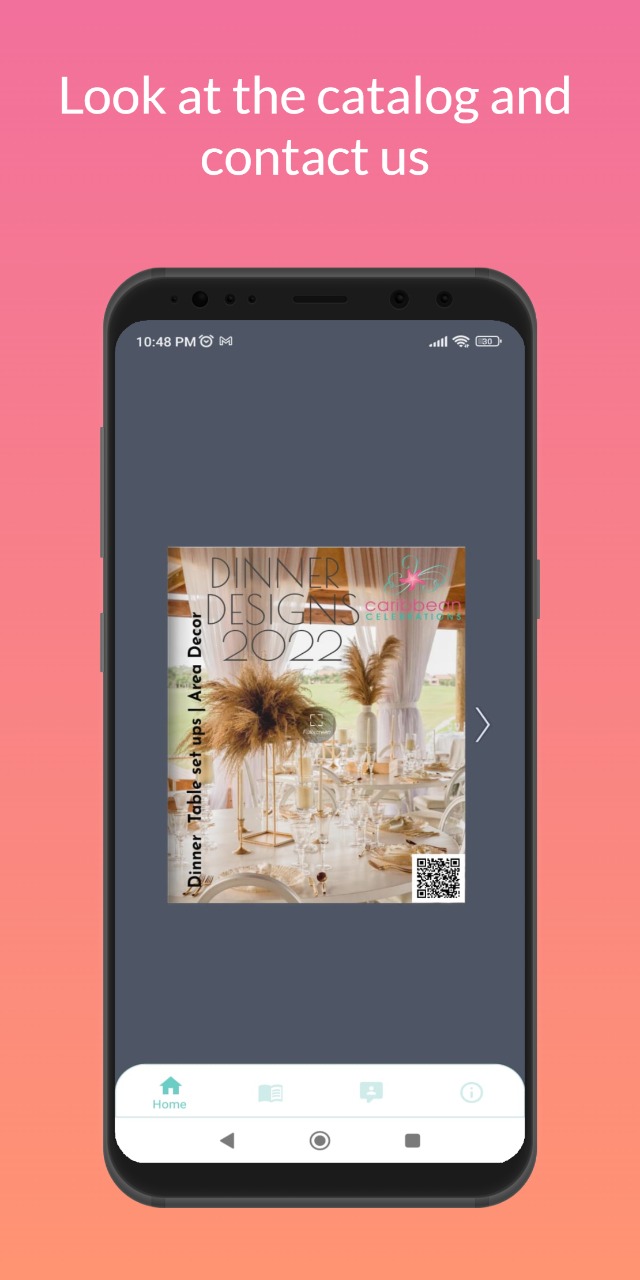 Look at the catalog and
contact us
10:48 PM
30
DINNER
DESIGNS
2022
caribbean
CELEBRATIONS
Dinner Table set ups | Area Decor
Fullscreen
Home